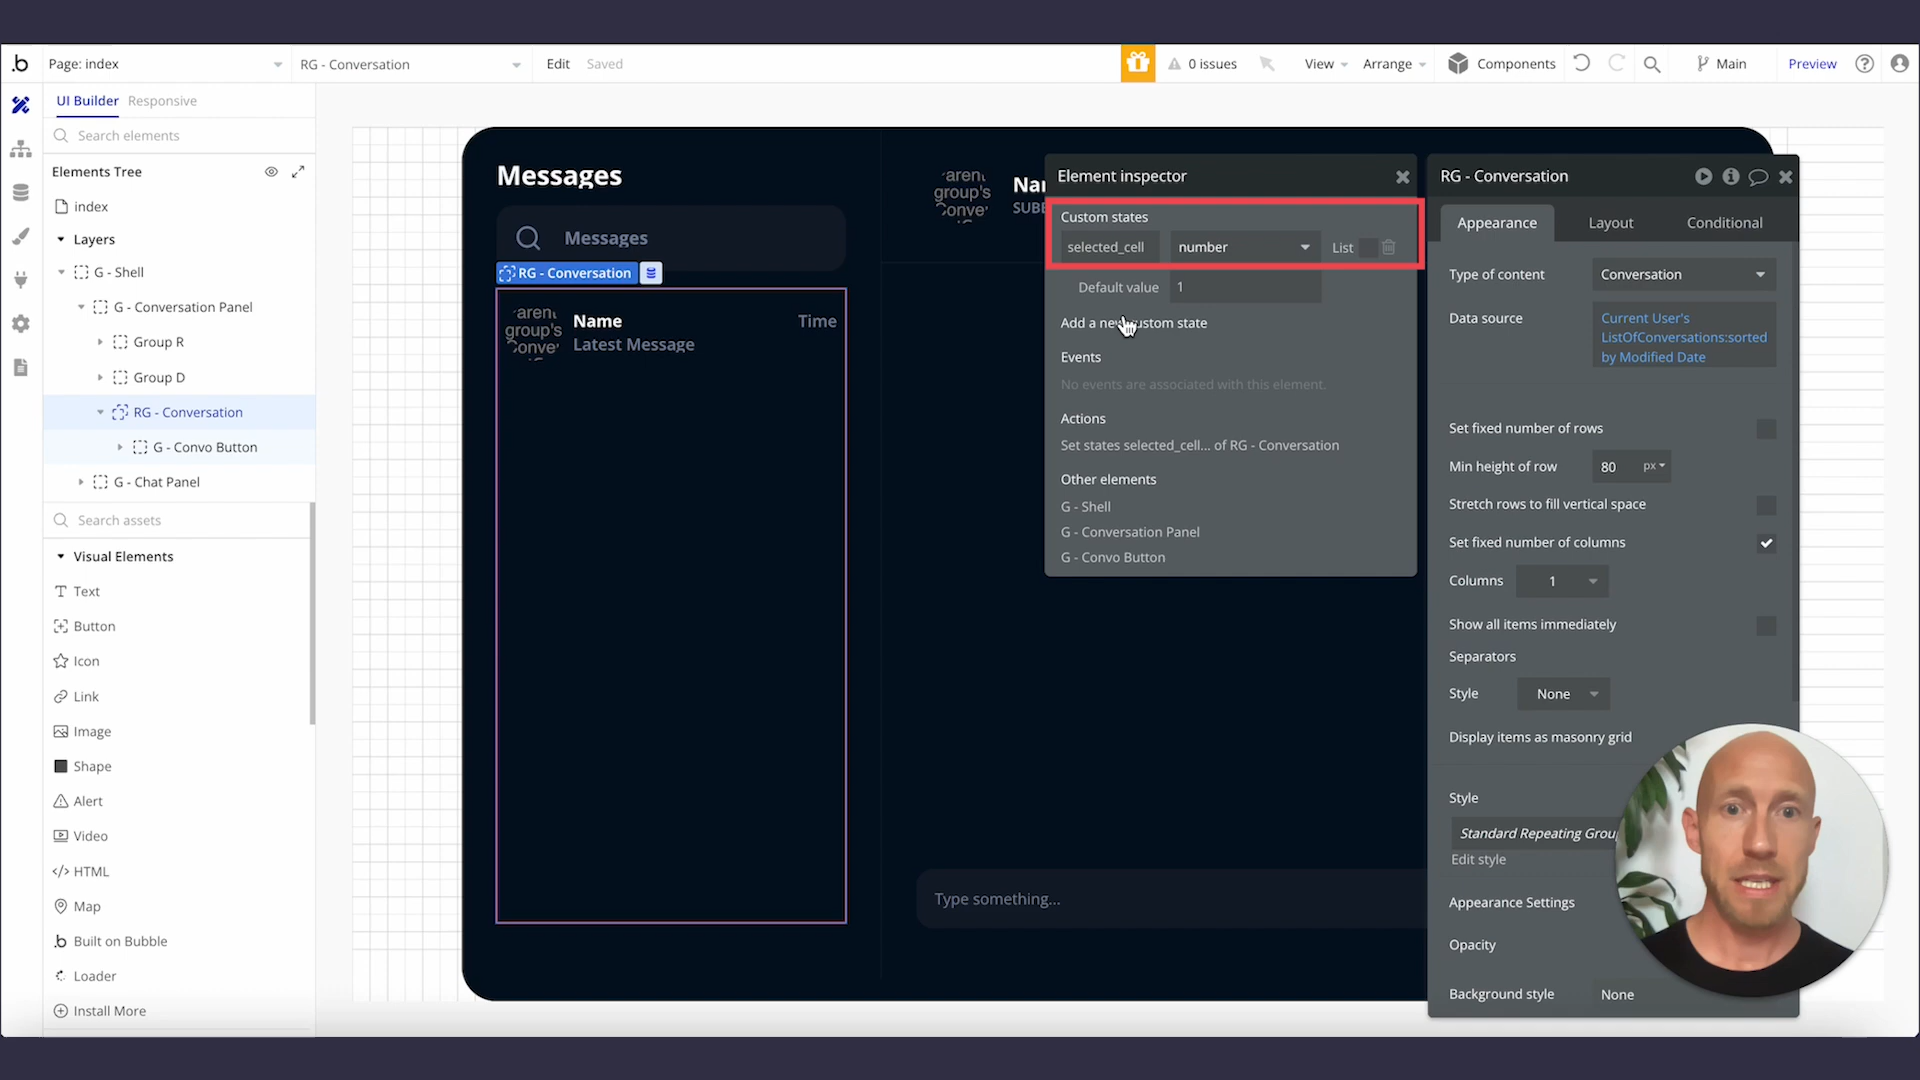 Page: index
RG - Conversation
Edit
Saved
0 issues
View
Arrange
Components
Main
Preview
UI Builder
Responsive
Search elements
Elements Tree
index
Layers
G - Shell
G - Conversation Panel
Group R
Group D
RG - Conversation
G - Convo Button
G - Chat Panel
Search assets
Visual Elements
Text
Button
Icon
Link
Image
Shape
Alert
Video
HTML
Map
Built on Bubble
Loader
Install More
Messages
Messages
RG - Conversation
group's
Name
Time
Latest Message
group's
Type something...
Element inspector
Custom states
selected_cell
number
List
Default value
1
Add a new custom state
Events
No events are associated with this element.
Actions
Set states selected_cell... of RG - Conversation
Other elements
G - Shell
G - Conversation Panel
G - Convo Button
RG - Conversation
Appearance
Layout
Conditional
Type of content
Conversation
Data source
Current User's
ListOfConversations:sorted
by Modified Date
Set fixed number of rows
Min height of row
80
px
Stretch rows to fill vertical space
Set fixed number of columns
Columns
1
Show all items immediately
Separators
Style
None
Display items as masonry grid
Style
Standard Repeating
Edit style
Appearance Settings
Opacity
Background style
None